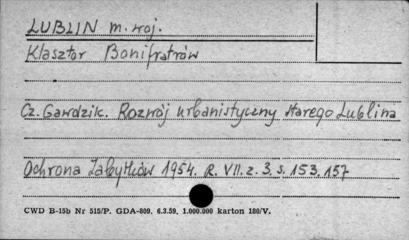 LUBLIN m. woj.
Klasztor Bonifratrów
Cz. Gawdzik. Rozwój urbanistyczny starego Lublina
Ochrona Zabytków 1954. R. VII. z. 3, s. 153, 157
CWD B-15b Nr 515/P. GDA-809. 6.3.59. 1.000.000 karton 180/V.